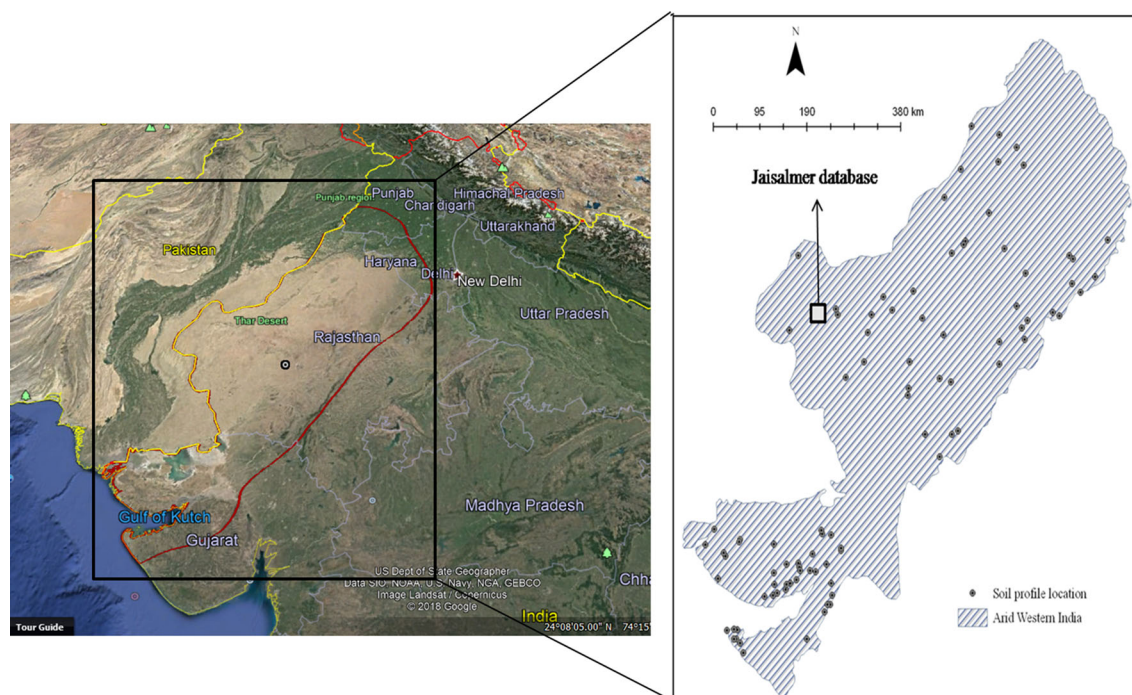 Punjab
Punjab region
Chandigarh
Himachal Pradesh
Uttarakhand
Pakistan
Haryana
Delhi
New Delhi
Uttar Pradesh
Thar Desert
Rajasthan
Madhya Pradesh
Gulf of Kutch
Gujarat
US Dept of State Geographer
Data SIO, NOAA, U.S. Navy, NGA, GEBCO
Image Landsat / Copernicus
© 2018 Google
Chha
India
Tour Guide
24°08'05.00" N 74°15'
N
0 95 190 380 km
Jaisalmer database
Soil profile location
Arid Western India